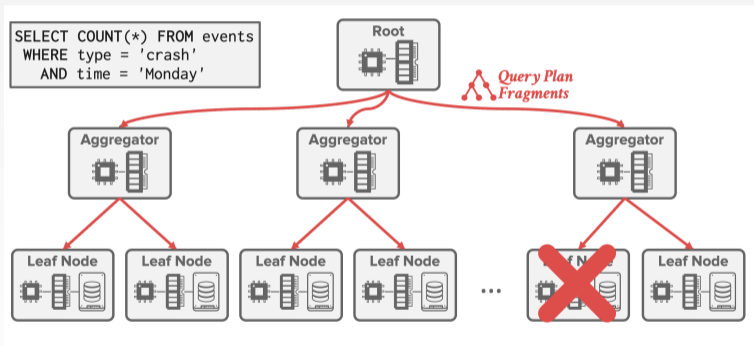 SELECT COUNT(*) FROM events
WHERE type = 'crash'
AND time = 'Monday'
Root
Query Plan
Fragments
Aggregator
Aggregator
Aggregator
Leaf Node
Leaf Node
Leaf Node
Leaf Node
...
Leaf Node